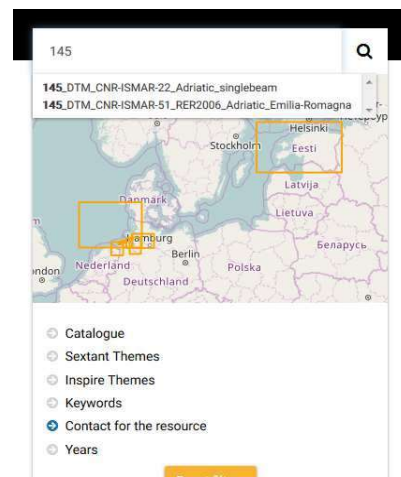 145
145_DTM_CNR-ISMAR-22_Adriatic_singlebeam
145_DTM_CNR-ISMAR-51_RER2006_Adriatic_Emilia-Romagna
Helsinki
Stockholm
Eesti
Latvija
Danmark
Lietuva
Hamburg
Беларусь
Berlin
Nederland
Polska
Deutschland
Catalogue
Sextant Themes
Inspire Themes
Keywords
Contact for the resource
Years